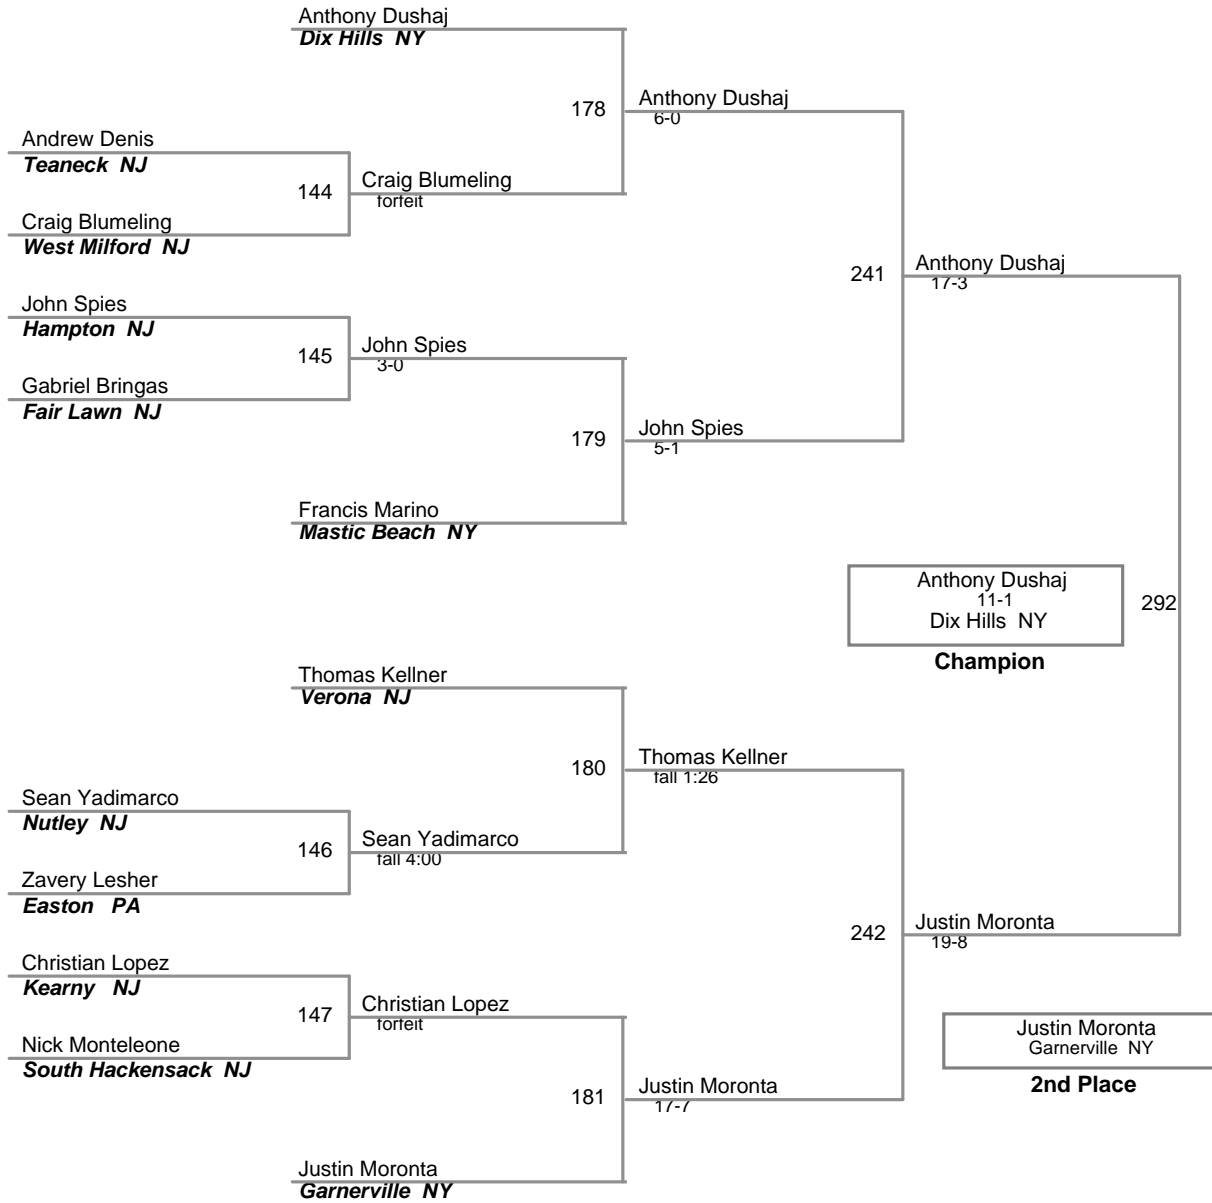 Anthony Dushaj
Dix Hills NY
178
Anthony Dushaj
6-0
Andrew Denis
Teaneck NJ
144
Craig Blumeling
forfeit
Craig Blumeling
West Milford NJ
241
Anthony Dushaj
17-3
John Spies
Hampton NJ
145
John Spies
3-0
Gabriel Bringas
Fair Lawn NJ
179
John Spies
5-1
Francis Marino
Mastic Beach NY
Anthony Dushaj
11-1
Dix Hills NY
292
Champion
Thomas Kellner
Verona NJ
180
Thomas Kellner
fall 1:26
Sean Yadimarco
Nutley NJ
146
Sean Yadimarco
fall 4:00
Zavery Lesher
Easton PA
242
Justin Moronta
19-8
Christian Lopez
Kearny NJ
147
Christian Lopez
forfeit
Nick Monteleone
South Hackensack NJ
Justin Moronta
Garnerville NY
2nd Place
181
Justin Moronta
17-7
Justin Moronta
Garnerville NY